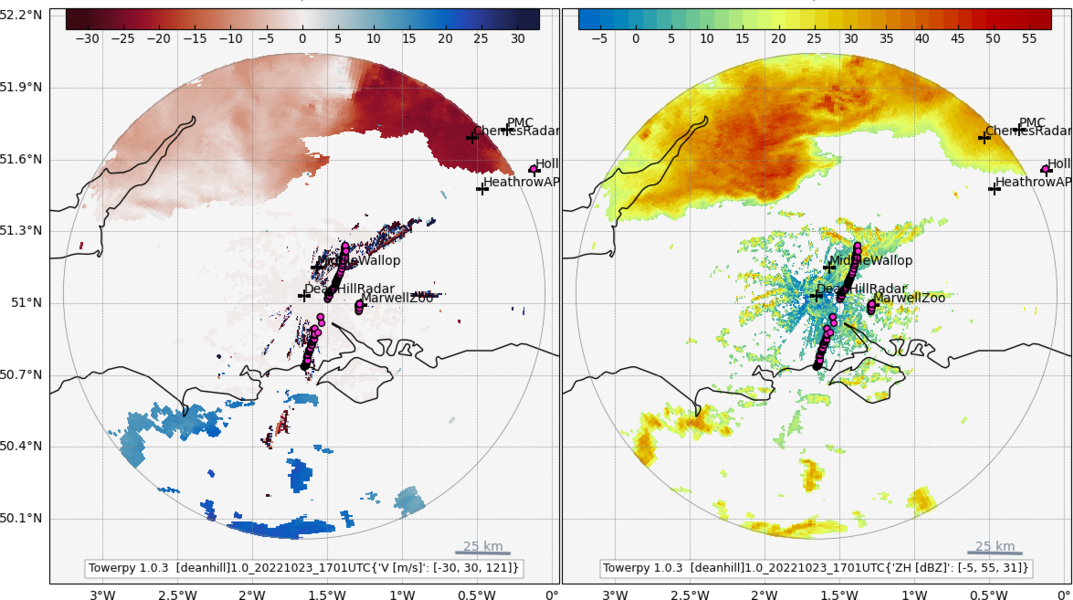 −30 −25 −20 −15 −10 −5 0 5 10 15 20 25 30
−5 0 5 10 15 20 25 30 35 40 45 50 55
52.2°N
51.9°N
51.6°N
51.3°N
51°N
50.7°N
50.4°N
50.1°N
PMC
Holl
HeathrowAP
MarwellZoo
25 km
Towerpy 1.0.3 [deanhill]1.0_20221023_1701UTC{'V [m/s]': [-30, 30, 121]}
3°W 2.5°W 2°W 1.5°W 1°W 0.5°W 0°
PMC
Holl
HeathrowAP
MiddleWallop
DeanHillRadar
MarwellZoo
25 km
Towerpy 1.0.3 [deanhill]1.0_20221023_1701UTC{'ZH [dBZ]': [-5, 55, 31]}
3°W 2.5°W 2°W 1.5°W 1°W 0.5°W 0°